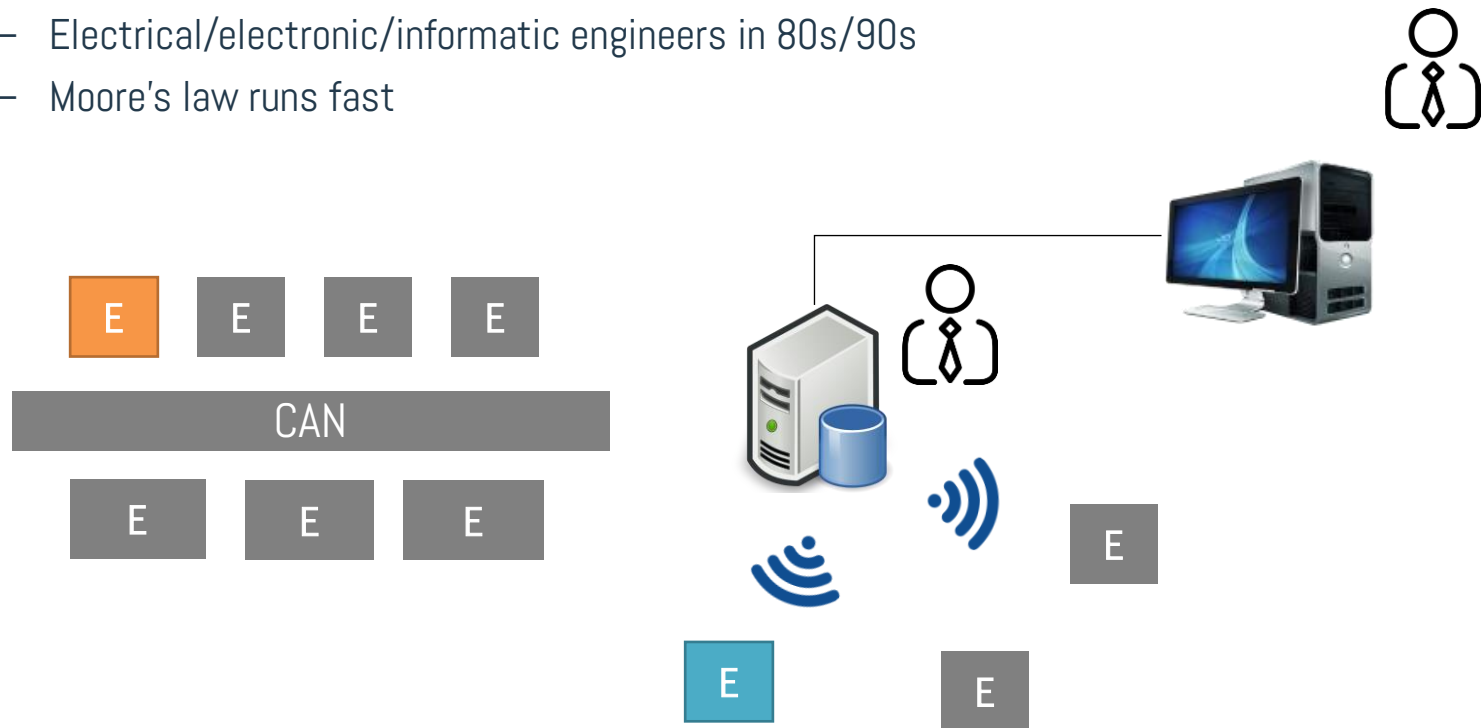 – Electrical/electronic/informatic engineers in 80s/90s
– Moore's law runs fast
E E E E
CAN
E E E
E
E
E